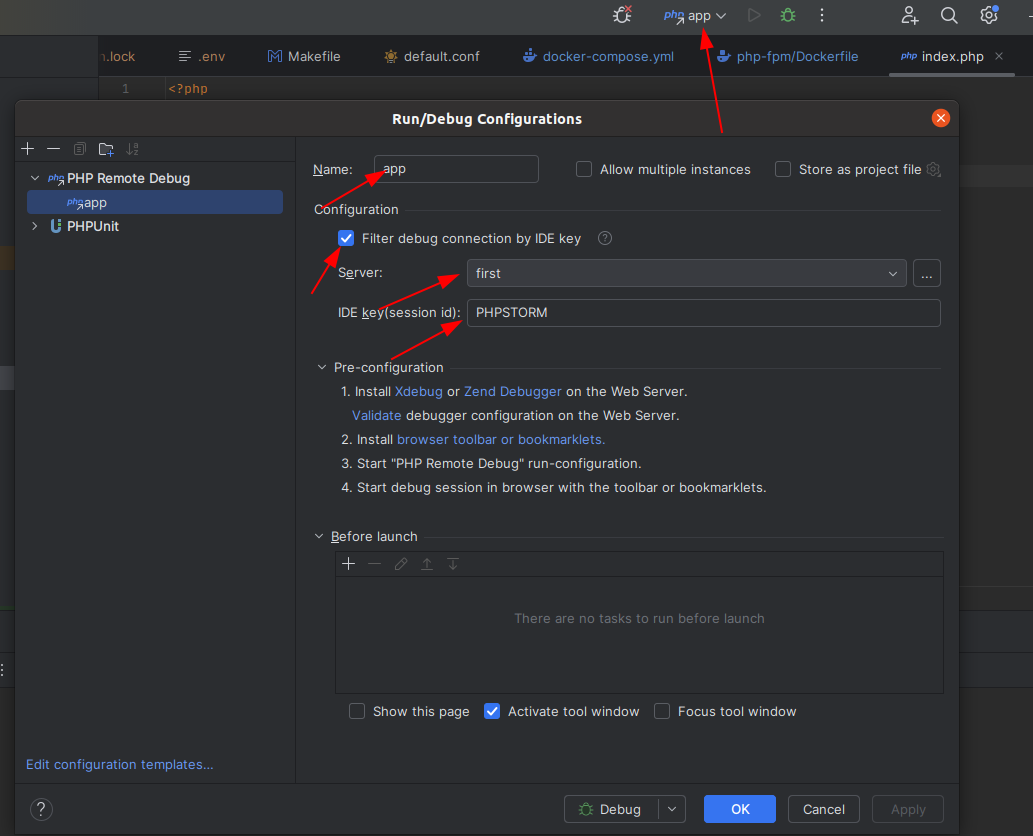 php app
n.lock
.env
Makefile
default.conf
docker-compose.yml
php-fpm/Dockerfile
php index.php
1 <?php
Run/Debug Configurations
php PHP Remote Debug
php app
PHPUnit
Edit configuration templates...
Name: app
Allow multiple instances
Store as project file
Configuration
Filter debug connection by IDE key ?
Server: first ...
IDE key(session id): PHPSTORM
Pre-configuration
1. Install Xdebug or Zend Debugger on the Web Server.
Validate debugger configuration on the Web Server.
2. Install browser toolbar or bookmarklets.
3. Start "PHP Remote Debug" run-configuration.
4. Start debug session in browser with the toolbar or bookmarklets.
Before launch
There are no tasks to run before launch
Show this page
Activate tool window
Focus tool window
? Debug OK Cancel Apply